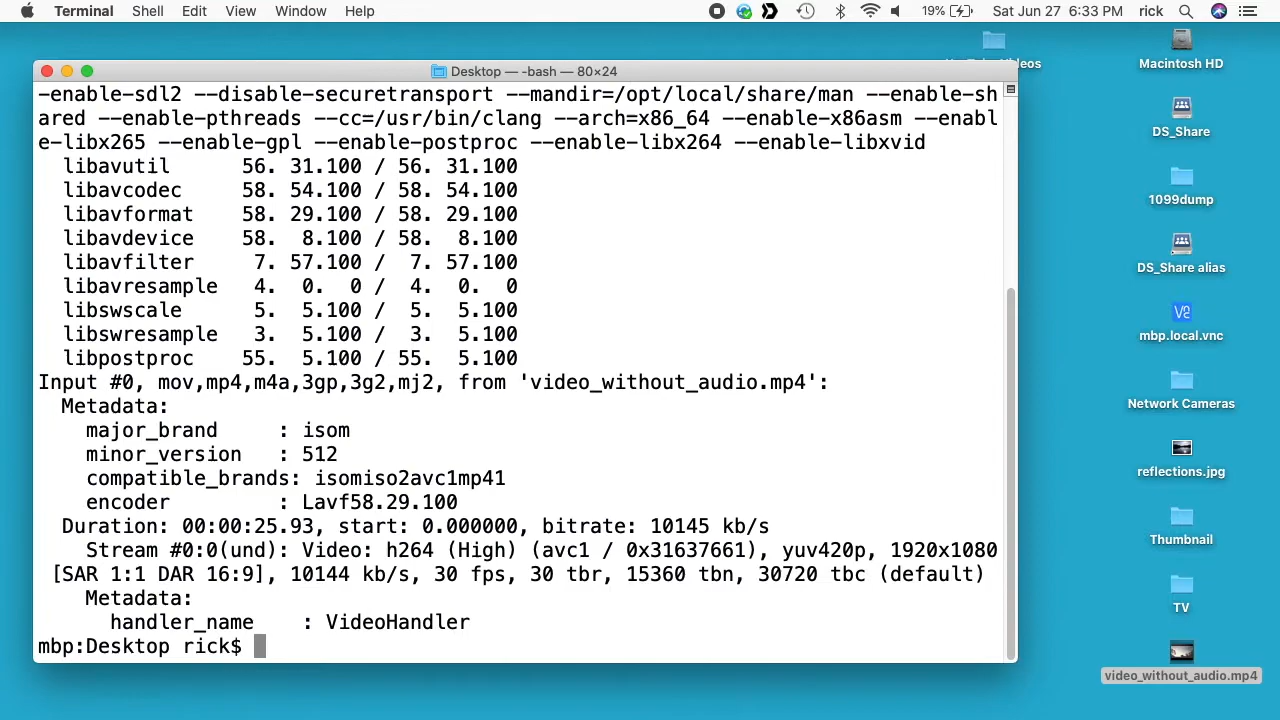 Terminal Shell Edit View Window Help 19% Sat Jun 27 6:33 PM rick
Desktop — -bash — 80×24
-enable-sdl2 --disable-securetransport --mandir=/opt/local/share/man --enable-sh
ared --enable-pthreads --cc=/usr/bin/clang --arch=x86_64 --enable-x86asm --enabl
e-libx265 --enable-gpl --enable-postproc --enable-libx264 --enable-libxvid
libavutil 56. 31.100 / 56. 31.100
libavcodec 58. 54.100 / 58. 54.100
libavformat 58. 29.100 / 58. 29.100
libavdevice 58. 8.100 / 58. 8.100
libavfilter 7. 57.100 / 7. 57.100
libavresample 4. 0. 0 / 4. 0. 0
libswscale 5. 5.100 / 5. 5.100
libswresample 3. 5.100 / 3. 5.100
libpostproc 55. 5.100 / 55. 5.100
Input #0, mov,mp4,m4a,3gp,3g2,mj2, from 'video_without_audio.mp4':
Metadata:
major_brand : isom
minor_version : 512
compatible_brands: isomiso2avc1mp41
encoder : Lavf58.29.100
Duration: 00:00:25.93, start: 0.000000, bitrate: 10145 kb/s
Stream #0:0(und): Video: h264 (High) (avc1 / 0x31637661), yuv420p, 1920x1080
[SAR 1:1 DAR 16:9], 10144 kb/s, 30 fps, 30 tbr, 15360 tbn, 30720 tbc (default)
Metadata:
handler_name : VideoHandler
mbp:Desktop rick$
Macintosh HD
DS_Share
1099dump
DS_Share alias
VE
mbp.local.vnc
Network Cameras
reflections.jpg
Thumbnail
TV
video_without_audio.mp4